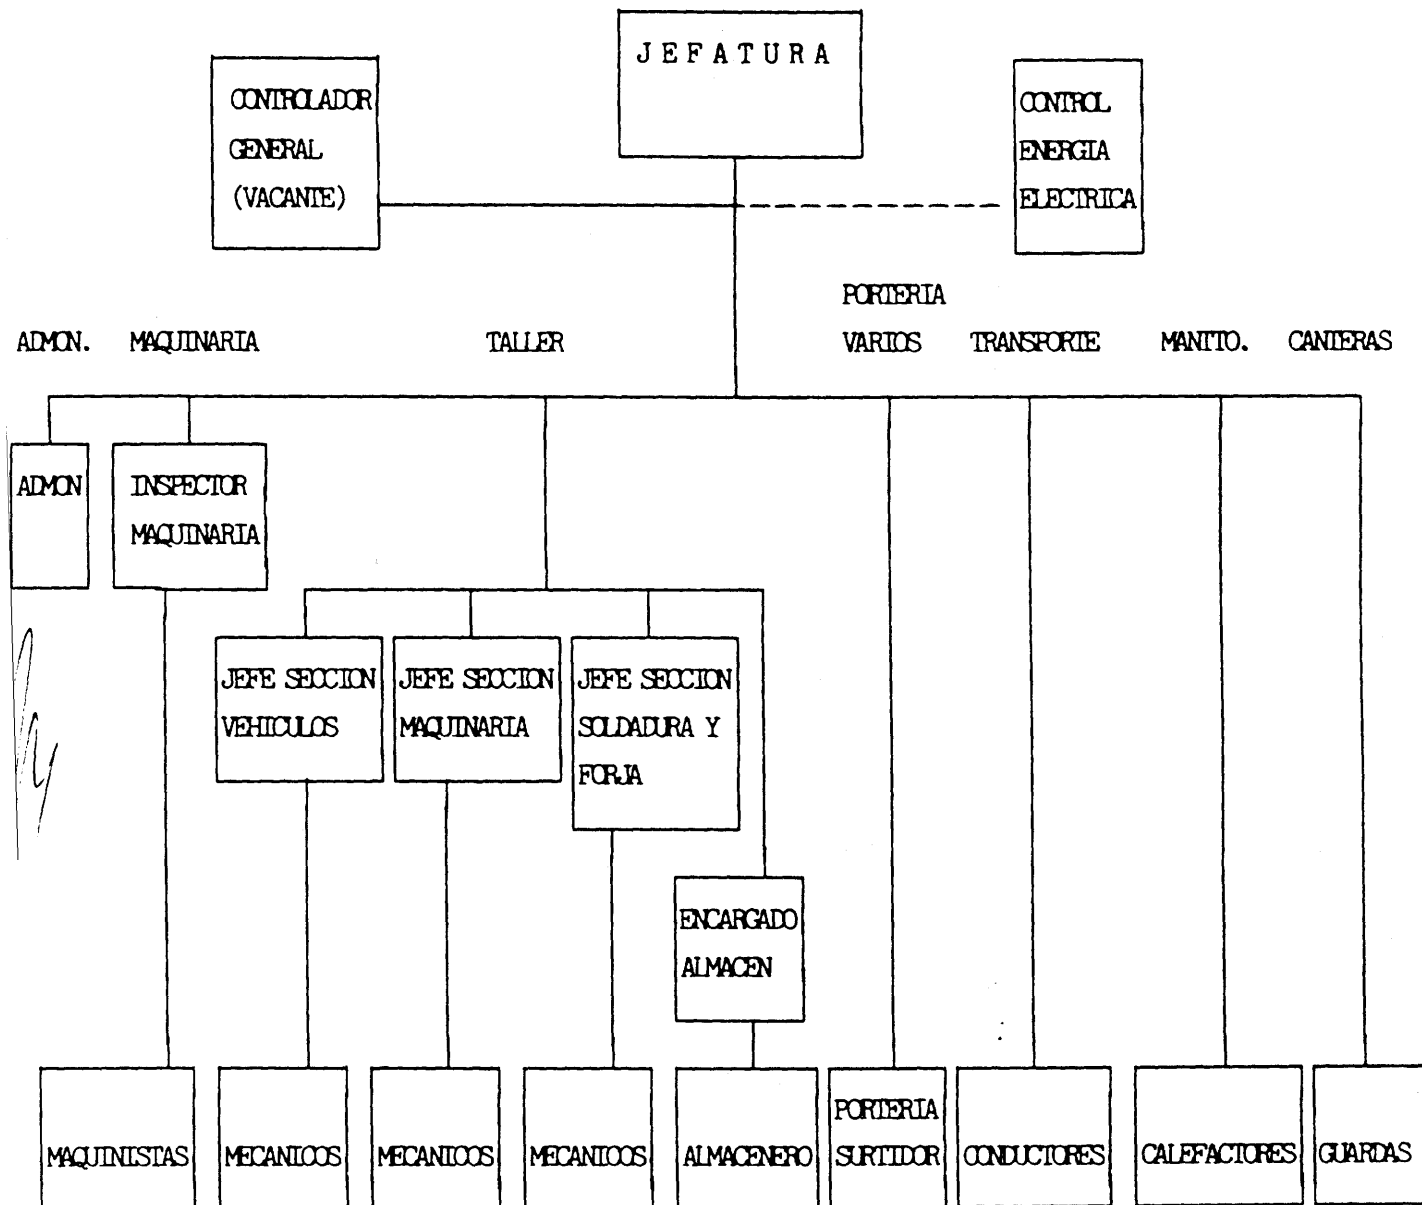 J E F A T U R A
CONTROLADOR
GENERAL
(VACANTE)
CONTROL
ENERGIA
ELECTRICA
ADMON.
MAQUINARIA
TALLER
PORTERIA
VARIOS
TRANSPORTE
MANITO.
CANTERAS
ADMON
INSPECTOR
MAQUINARIA
JEFE SECCION
VEHICULOS
JEFE SECCION
MAQUINARIA
JEFE SECCION
SOLDADURA Y
FORJA
ENCARGADO
ALMACEN
MAQUINISTAS
MECANICOS
MECANICOS
MECANICOS
ALMACENERO
PORTERIA
SURTIDOR
CONDUCTORES
CALEFACTORES
GUARDAS